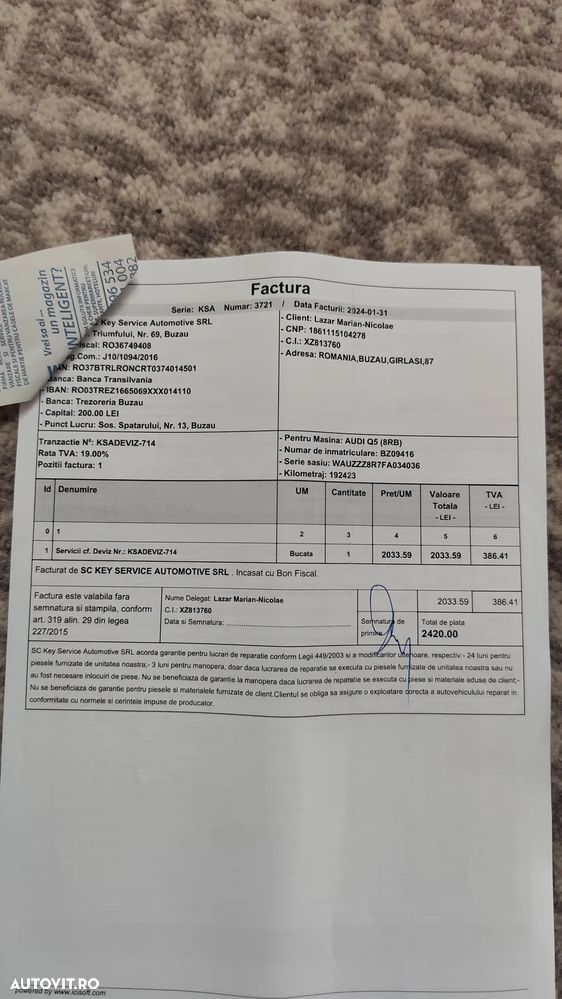 Vrei sa ai ...
un magazin
INTELIGENT?
Factura
Serie: KSA Numar: 3721 / Data Facturii: 2024-01-31
Key Service Automotive SRL
Triumfului, Nr. 69, Buzau
RO36749408
Com.: J10/1094/2016
RO37BTRLRONCRT0374014501
Banca: Banca Transilvania
- IBAN: RO03TREZ1665069XXX014110
- Banca: Trezoreria Buzau
- Capital: 200.00 LEI
- Punct Lucru: Sos. Spatarului, Nr. 13, Buzau
- Client: Lazar Marian-Nicolae
- CNP: 1861115104278
- C.I.: XZ813760
- Adresa: ROMANIA,BUZAU,GIRLASI,87
Tranzactie Nº: KSADEVIZ-714
Rata TVA: 19.00%
Pozitii factura: 1
- Pentru Masina: AUDI Q5 (8RB)
- Numar de inmatriculare: BZ09416
- Serie sasiu: WAUZZZ8R7FA034036
- Kilometraj: 192423
Id Denumire UM Cantitate Pret/UM Valoare Totala - LEI - TVA - LEI -
0 1 2 3 4 5 6
1 Servicii cf. Deviz Nr.: KSADEVIZ-714 Bucata 1 2033.59 2033.59 386.41
Facturat de SC KEY SERVICE AUTOMOTIVE SRL . Incasat cu Bon Fiscal.
Factura este valabila fara
semnatura si stampila, conform
art. 319 alin. 29 din legea
227/2015
Nume Delegat: Lazar Marian-Nicolae
C.I.: XZ813760
Data si Semnatura: ........................................
Semnatura de
primire
2033.59 386.41
Total de plata
2420.00
SC Key Service Automotive SRL acorda garantie pentru lucrari de reparatie conform Legii 449/2003 si a modificarilor ulterioare, respectiv:- 24 luni pentru
piesele furnizate de unitatea noastra;- 3 luni pentru manopera, doar daca lucrarea de reparatie se executa cu piesele furnizate de unitatea noastra sau nu
au fost necesare inlocuiri de piese. Nu se beneficiaza de garantie la manopera daca lucrarea de reparatie se executa cu piese si materiale aduse de client;-
Nu se beneficiaza de garantie pentru piesele si materialele furnizate de client.Clientul se obliga sa asigure o exploatare corecta a autovehiculului reparat in
conformitate cu normele si cerintele impuse de producator.
AUTOVIT.RO
powered by www.icisoft.com